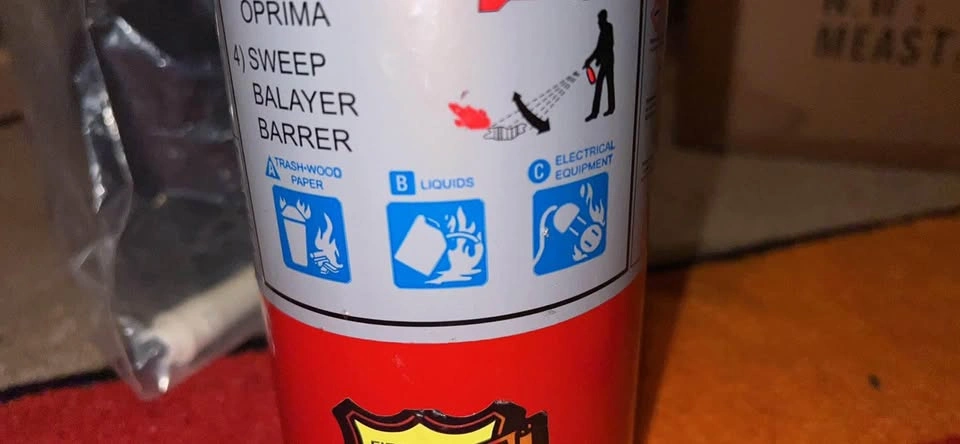 OPRIMA
4) SWEEP
BALAYER
BARRER
A TRASH•WOOD
PAPER
B LIQUIDS
C ELECTRICAL
EQUIPMENT